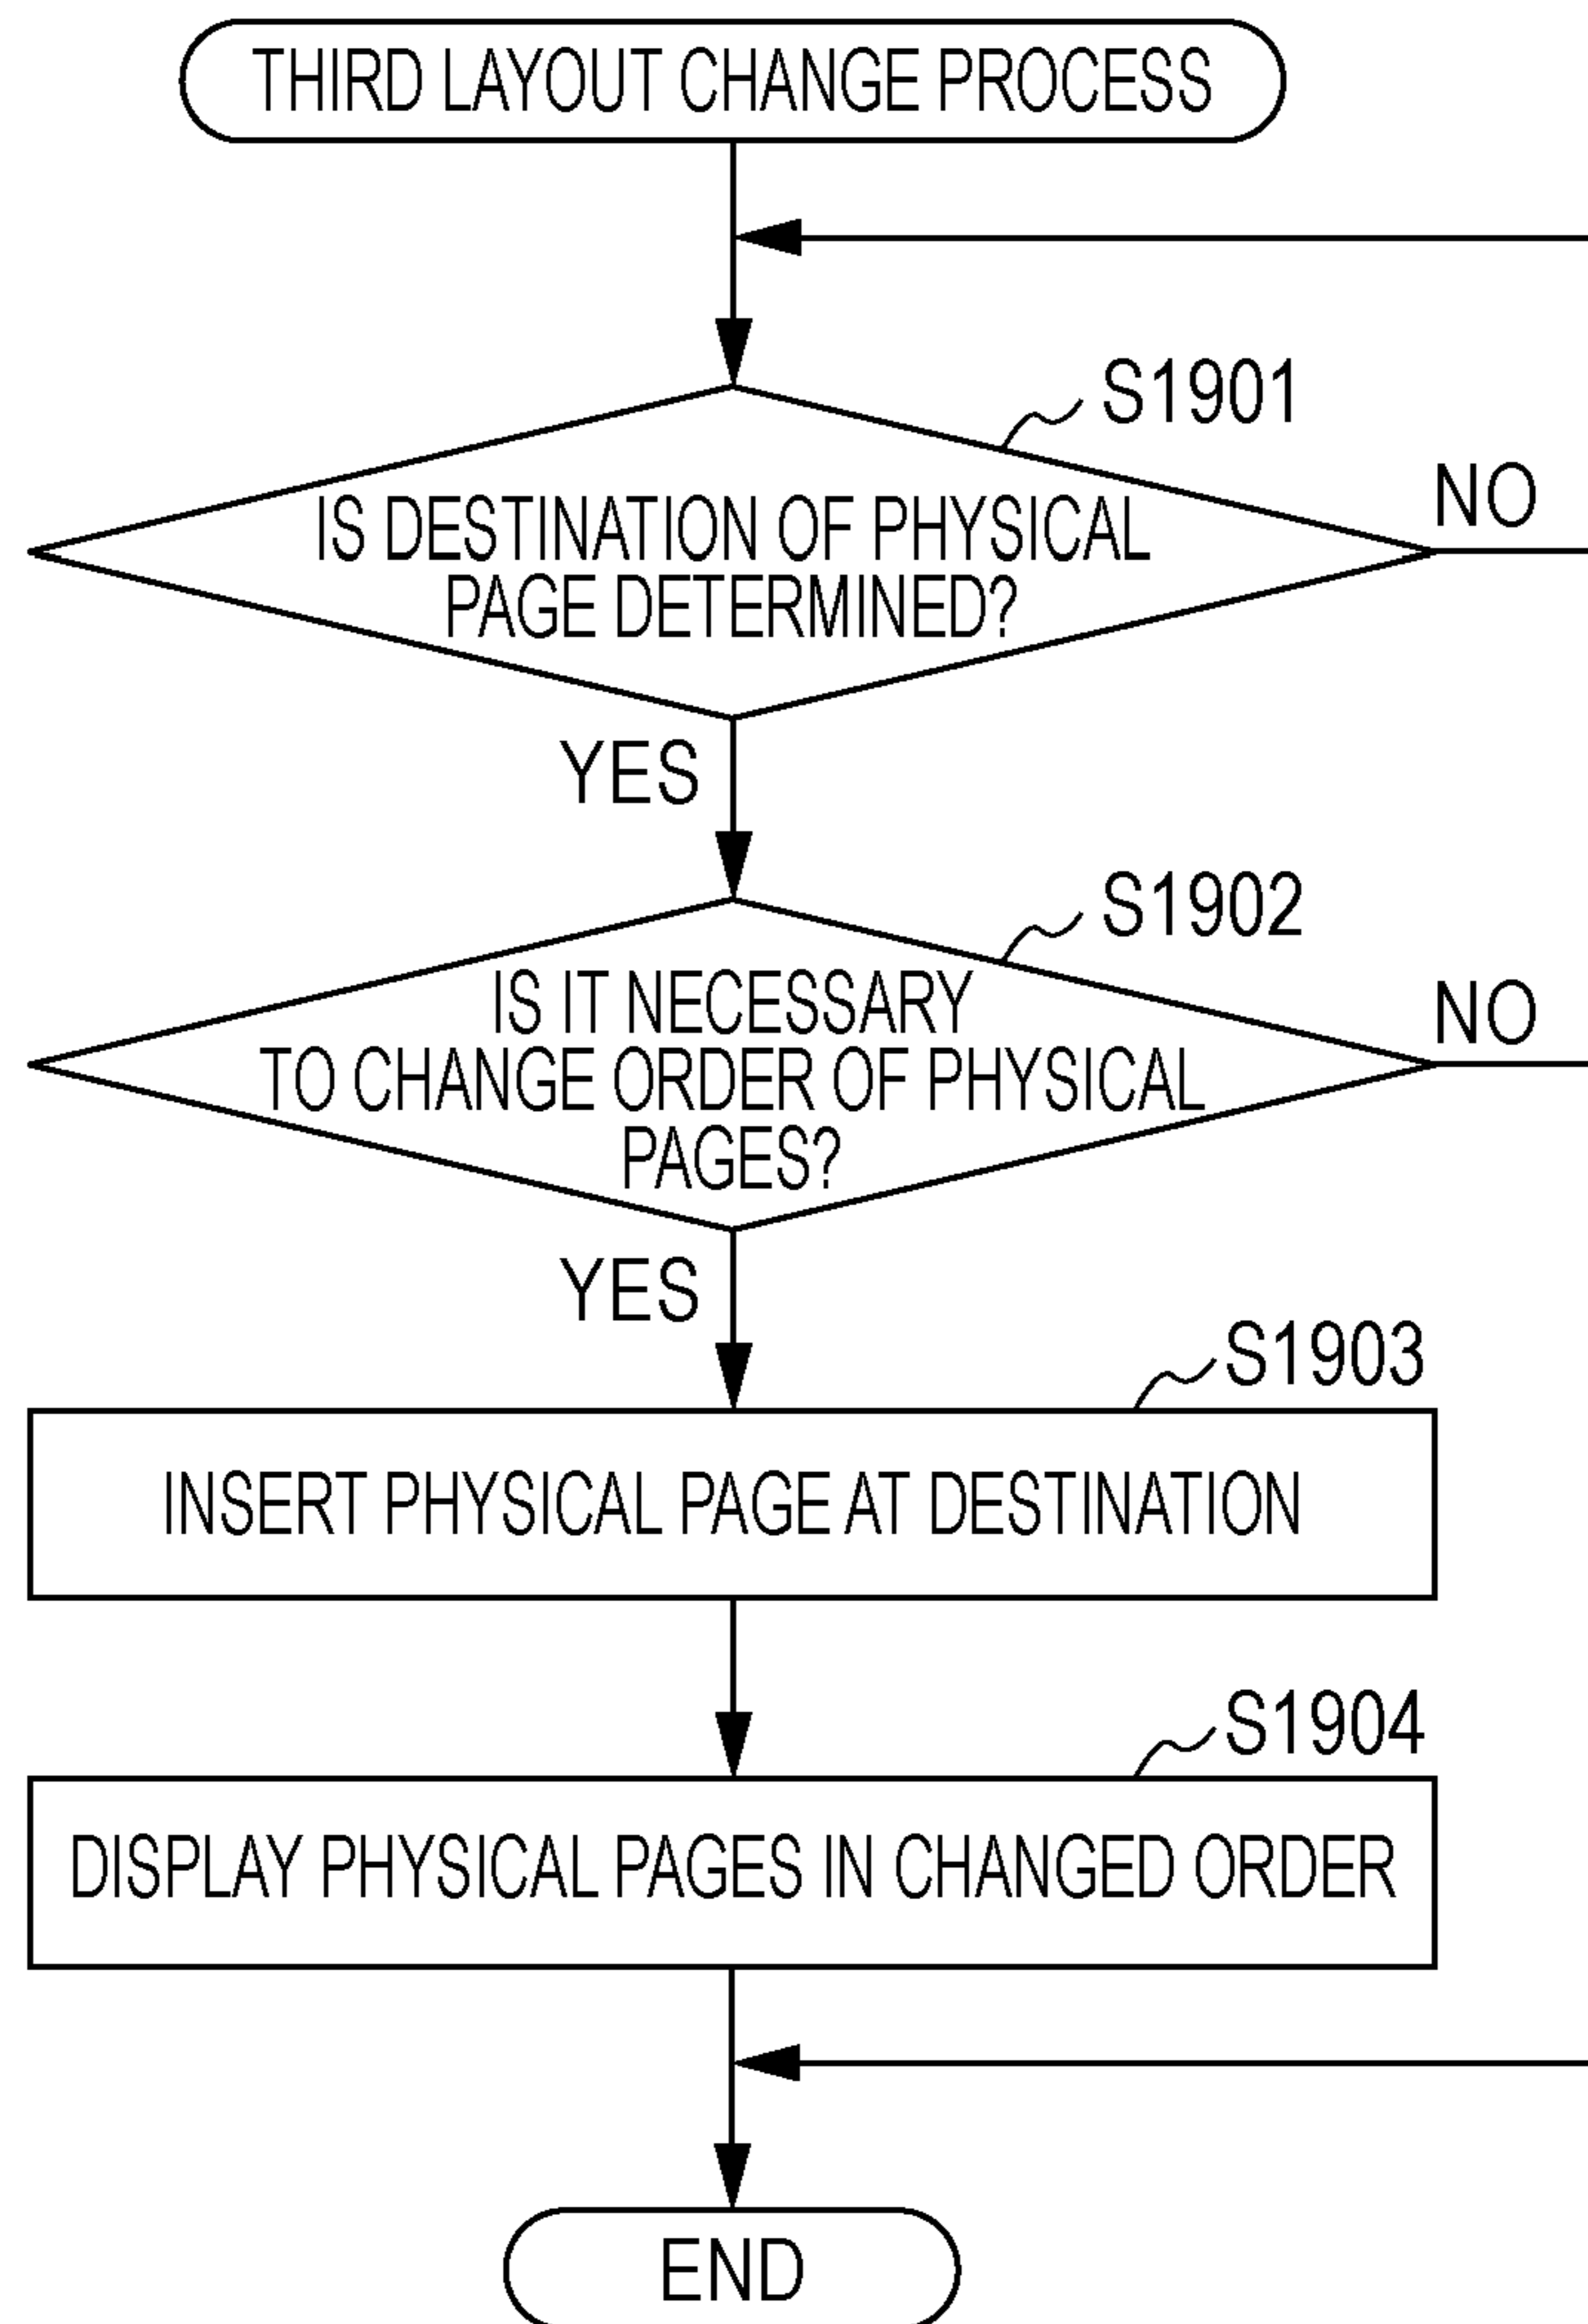 THIRD LAYOUT CHANGE PROCESS
S1901
NO
IS DESTINATION OF PHYSICAL
PAGE DETERMINED?
YES
S1902
NO
IS IT NECESSARY
TO CHANGE ORDER OF PHYSICAL
PAGES?
YES
S1903
INSERT PHYSICAL PAGE AT DESTINATION
S1904
DISPLAY PHYSICAL PAGES IN CHANGED ORDER
END